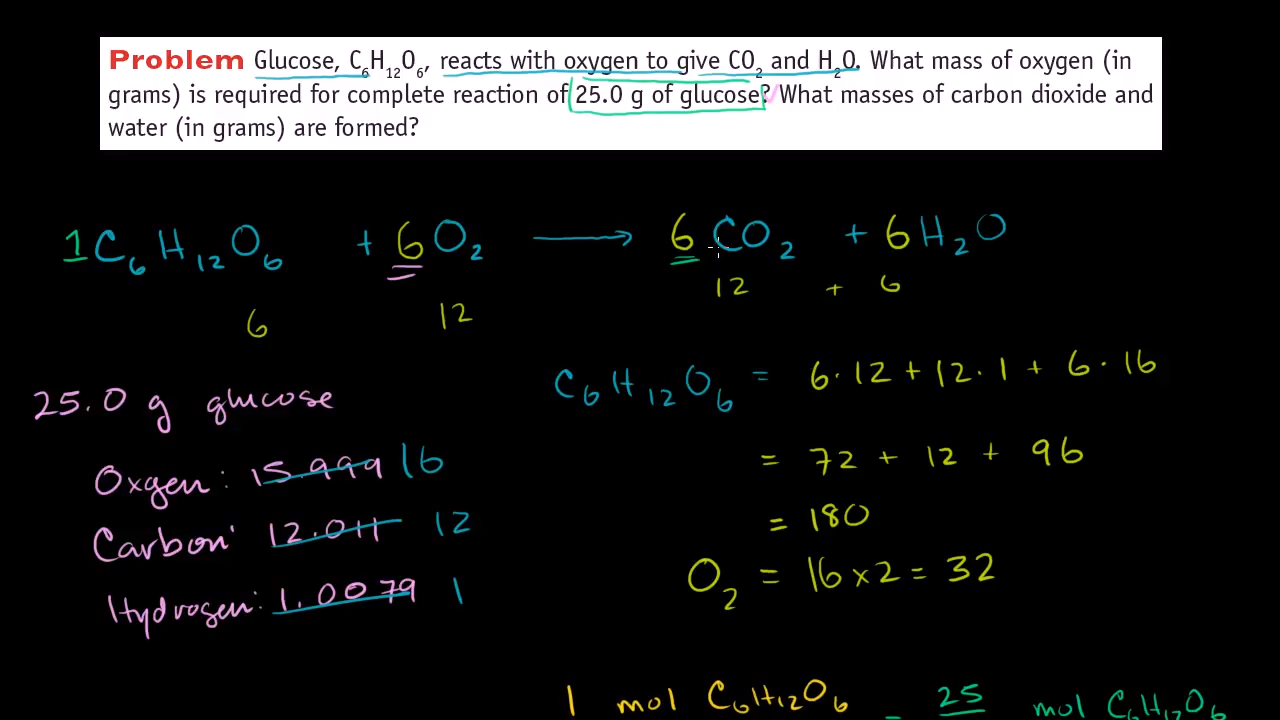 Problem Glucose, C₆H₁₂O₆, reacts with oxygen to give CO₂ and H₂O. What mass of oxygen (in
grams) is required for complete reaction of 25.0 g of glucose? What masses of carbon dioxide and
water (in grams) are formed?
1C₆H₁₂O₆ + 6O₂ → 6CO₂ + 6H₂O
6 12 12 + 6
C₆H₁₂O₆ = 6·12 + 12·1 + 6·16
25.0 g glucose
= 72 + 12 + 96
Oxgen: 15.999 16
= 180
Carbon: 12.011 12
O₂ = 16 x 2 = 32
Hydrogen: 1.0079 1
1 mol C₆H₁₂O₆ = 25 mol C₆H₁₂O₆